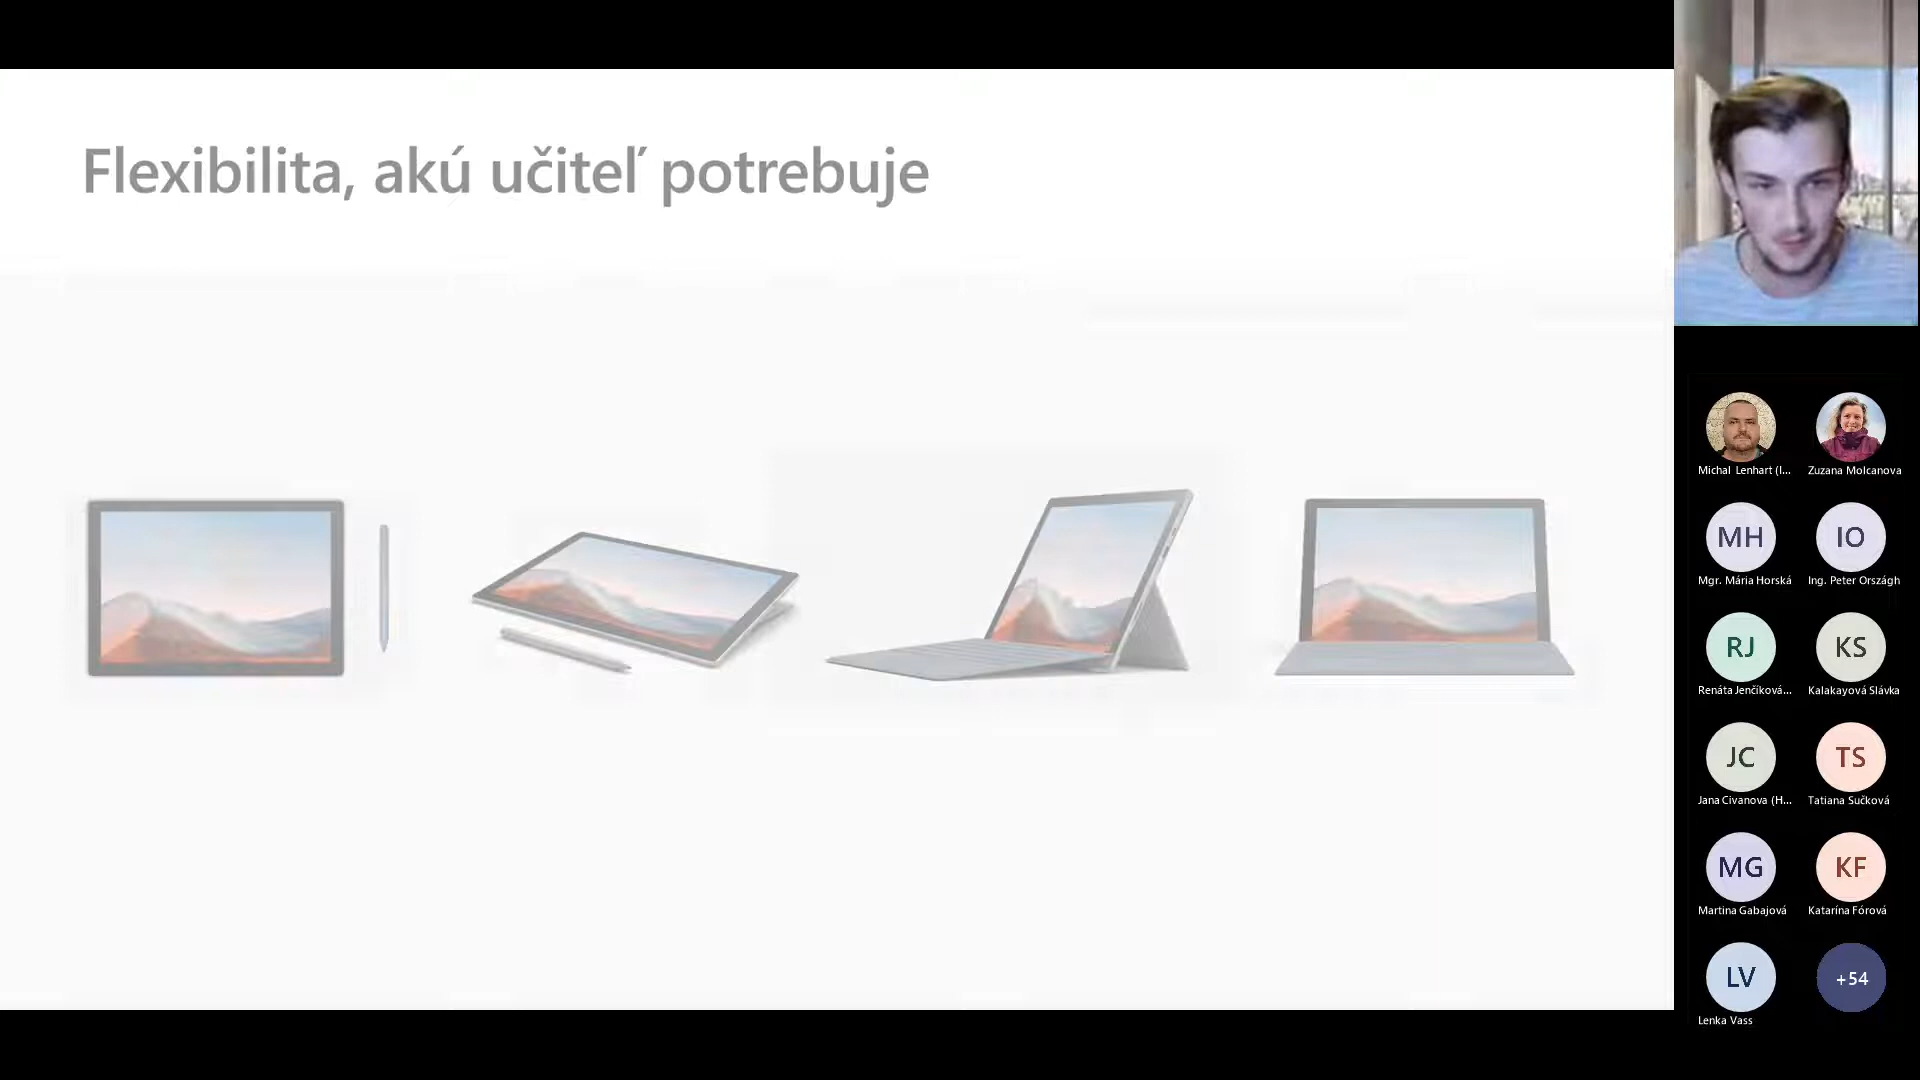 Flexibilita, akú učiteľ potrebuje
Michal Lenhart (I...
Zuzana Molcanova
MH
IO
Mgr. Mária Horská
Ing. Peter Országh
RJ
KS
Renáta Jenčíková...
Kalakayová Slávka
JC
TS
Jana Civanova (H...
Tatiana Sučková
MG
KF
Martina Gabajová
Katarína Fórová
LV
+54
Lenka Vass